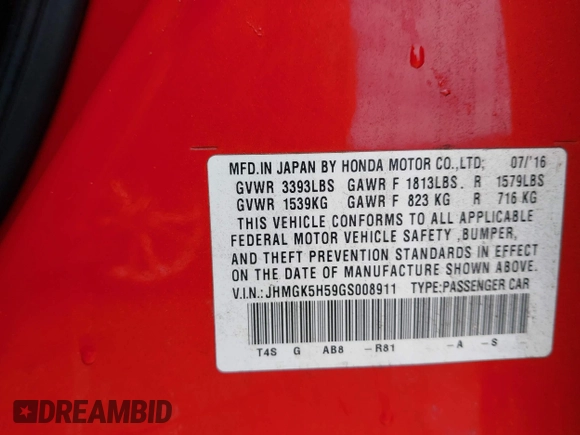 MFD.IN JAPAN BY HONDA MOTOR CO.,LTD; 07/'16
GVWR 3393LBS GAWR F 1813LBS. R 1579LBS
GVWR 1539KG GAWR F 823 KG R 716 KG
THIS VEHICLE CONFORMS TO ALL APPLICABLE
FEDERAL MOTOR VEHICLE SAFETY ,BUMPER,
AND THEFT PREVENTION STANDARDS IN EFFECT
ON THE DATE OF MANUFACTURE SHOWN ABOVE.
V.I.N.:JHMGK5H59GS008911 TYPE:PASSENGER CAR
T4S G AB8 -R81 -A -S
DREAMBID